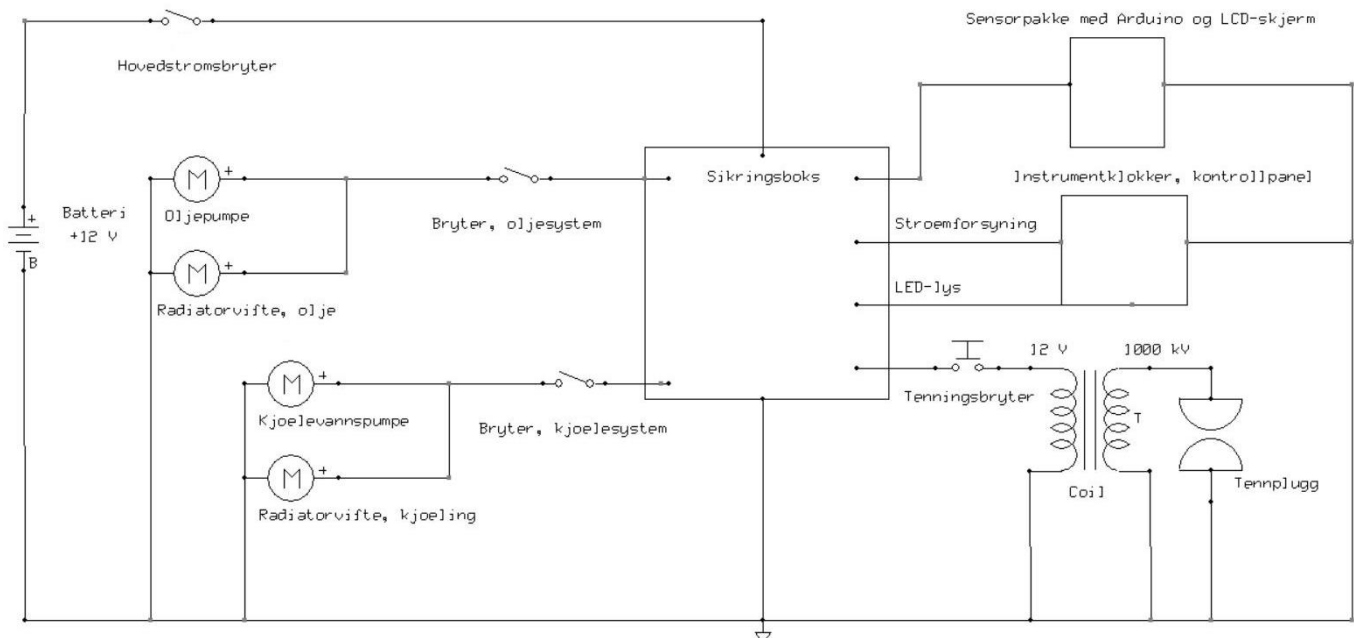 Sensorpakke med Arduino og LCD-skjerm
Hovedstromsbryter
Sikringsboks
Instrumentklokker, kontrollpanel
M
+
Oljepumpe
Bryter, oljesystem
Stroemforsyning
Batteri
+12 V
+
B
M
+
Radiatorvifte, olje
LED-lys
12 V
1000 kV
M
+
Kjoelevannspumpe
Bryter, kjoelesystem
Tenningsbryter
T
M
+
Radiatorvifte, kjoeling
Coil
Tennplugg